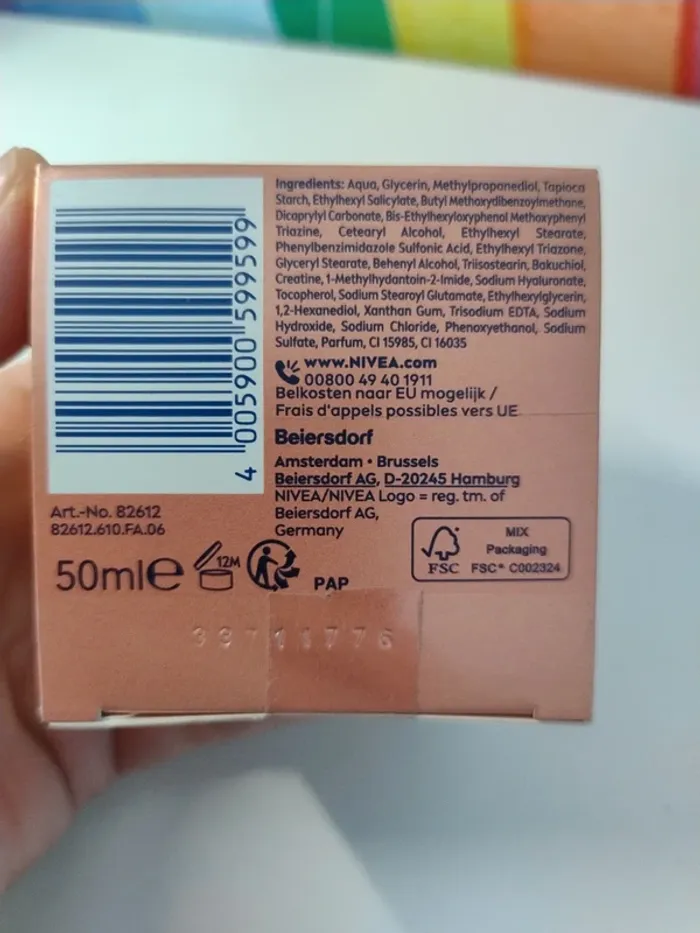 Ingredients: Aqua, Glycerin, Methylpropanediol, Tapioca
Starch, Ethylhexyl Salicylate, Butyl Methoxydibenzoylmethane,
Dicaprylyl Carbonate, Bis-Ethylhexyloxyphenol Methoxyphenyl
Triazine, Cetearyl Alcohol, Ethylhexyl Stearate,
Phenylbenzimidazole Sulfonic Acid, Ethylhexyl Triazone,
Glyceryl Stearate, Behenyl Alcohol, Triisostearin, Bakuchiol,
Creatine, 1-Methylhydantoin-2-Imide, Sodium Hyaluronate,
Tocopherol, Sodium Stearoyl Glutamate, Ethylhexylglycerin,
1,2-Hexanediol, Xanthan Gum, Trisodium EDTA, Sodium
Hydroxide, Sodium Chloride, Phenoxyethanol, Sodium
Sulfate, Parfum, CI 15985, CI 16035
www.NIVEA.com
00800 49 40 1911
Belkosten naar EU mogelijk /
Frais d'appels possibles vers UE
Beiersdorf
Amsterdam • Brussels
Beiersdorf AG, D-20245 Hamburg
NIVEA/NIVEA Logo = reg. tm. of
Beiersdorf AG,
Germany
4 005900 599599
Art.-No. 82612
82612.610.FA.06
50ml e
12M
PAP
FSC
MIX
Packaging
FSC® C002324